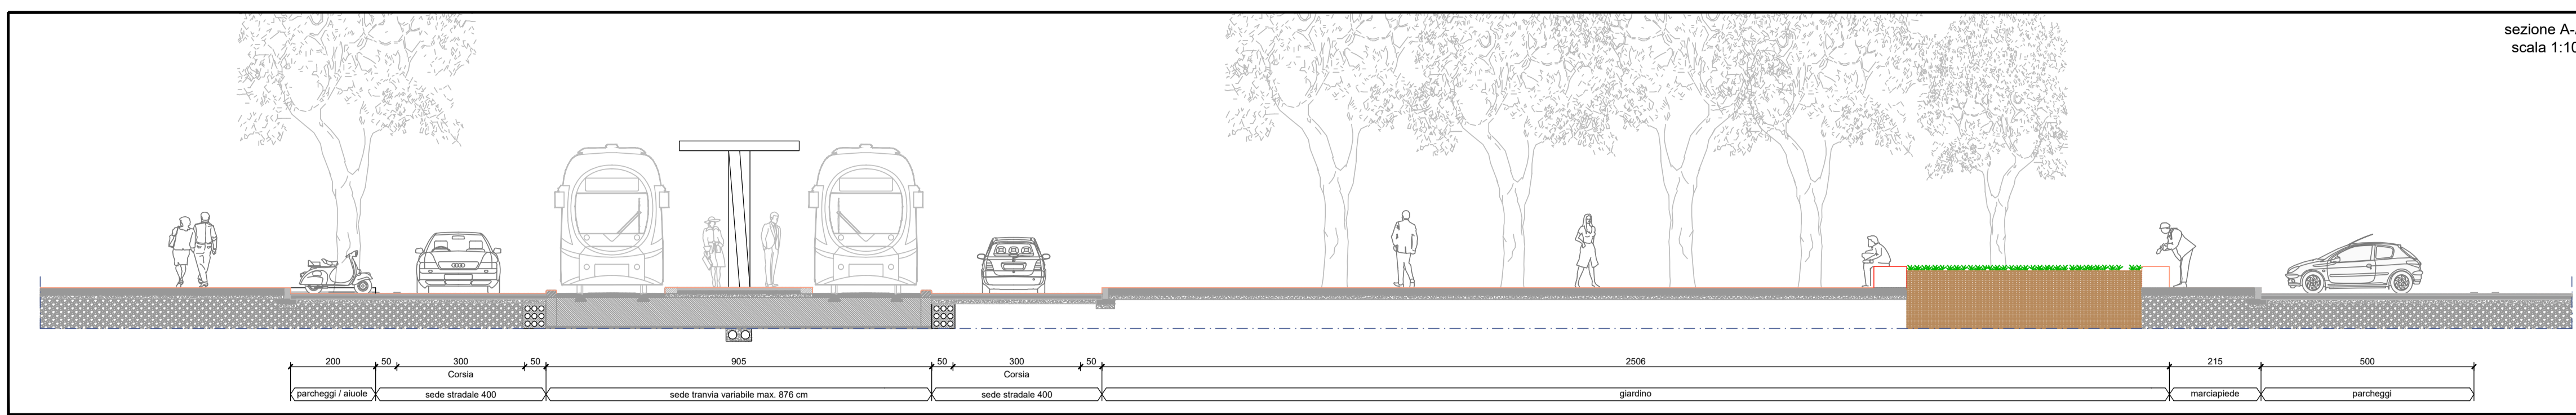 sezione A-
scala 1:10
200 50 300 50 905 50 300 50 2506 215 500
Corsia Corsia
parcheggi / aiuole sede stradale 400 sede tranvia variabile max. 876 cm sede stradale 400 giardino marciapiede parcheggi